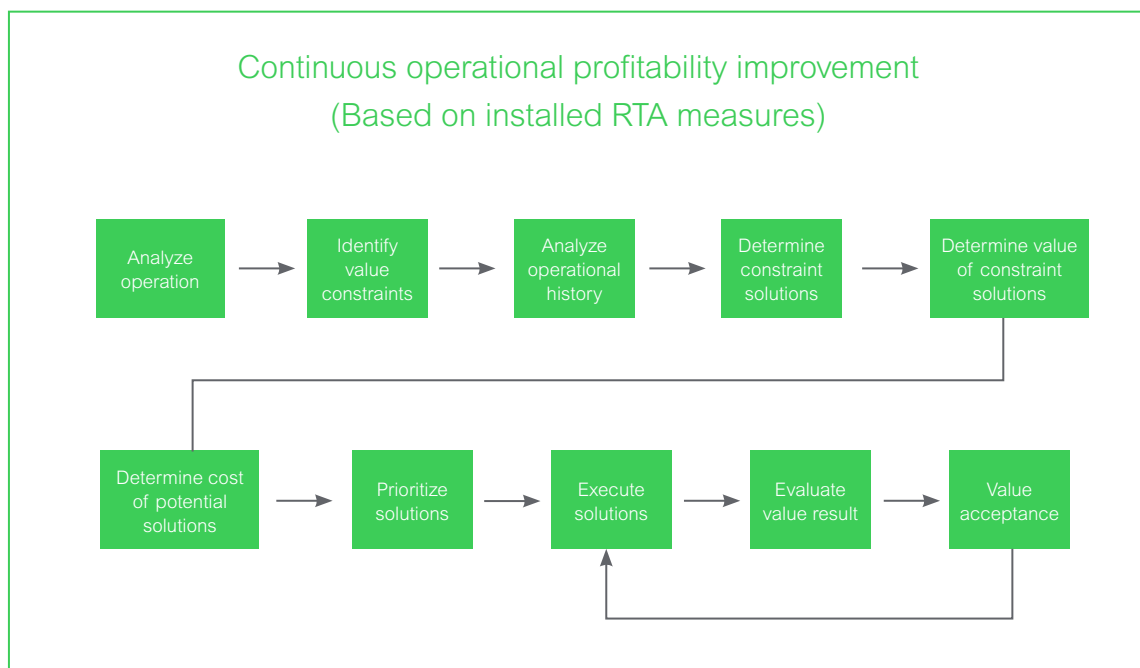 Continuous operational profitability improvement
(Based on installed RTA measures)
Analyze
operation
Identify
value
constraints
Analyze
operational
history
Determine
constraint
solutions
Determine value
of constraint
solutions
Determine cost
of potential
solutions
Prioritize
solutions
Execute
solutions
Evaluate
value result
Value
acceptance